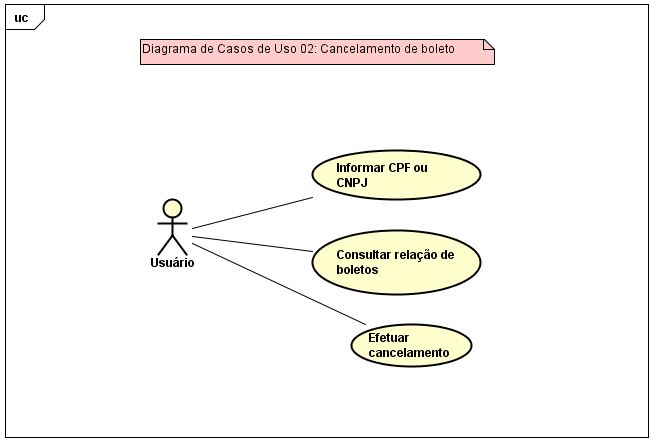 uc
Diagrama de Casos de Uso 02: Cancelamento de boleto
Informar CPF ou
CNPJ
Usuário
Consultar relação de
boletos
Efetuar
cancelamento